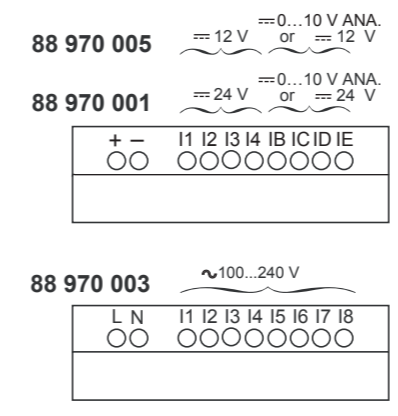 ⎓0...10 V ANA.
88 970 005 ⎓ 12 V or ⎓ 12 V
⎓0...10 V ANA.
88 970 001 ⎓ 24 V or ⎓ 24 V
+ − I1 I2 I3 I4 IB IC ID IE
88 970 003 ~100...240 V
L N I1 I2 I3 I4 I5 I6 I7 I8